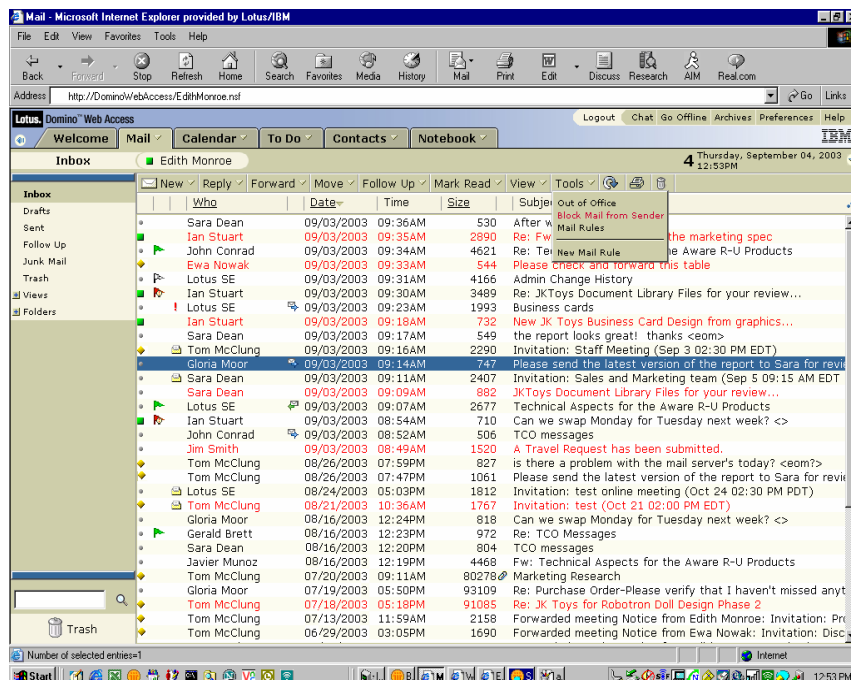 Mail - Microsoft Internet Explorer provided by Lotus/IBM
File Edit View Favorites Tools Help
Back Forward Stop Refresh Home Search Favorites Media History Mail Print Edit Discuss Research AIM Real.com
Address http://DominoWebAccess/EdithMonroe.nsf Go Links
Lotus. Domino™ Web Access Logout Chat Go Offline Archives Preferences Help
Welcome Mail Calendar To Do Contacts Notebook IBM
Inbox Edith Monroe 4 Thursday, September 04, 2003
12:53PM
New Reply Forward Move Follow Up Mark Read View Tools
Inbox
Drafts
Sent
Follow Up
Junk Mail
Trash
Views
Folders
Out of Office
Block Mail from Sender
Mail Rules
New Mail Rule
Who Date Time Size Subje
Sara Dean 09/03/2003 09:36AM 530 After w
Ian Stuart 09/03/2003 09:35AM 2890 Re: Fw the marketing spec
John Conrad 09/03/2003 09:34AM 4621 Re: Te the Aware R-U Products
Ewa Nowak 09/03/2003 09:33AM 544 Please check and forward this table
Lotus SE 09/03/2003 09:31AM 4166 Admin Change History
Ian Stuart 09/03/2003 09:30AM 3489 Re: JKToys Document Library Files for your review...
! Lotus SE 09/03/2003 09:23AM 1993 Business cards
Ian Stuart 09/03/2003 09:18AM 732 New JK Toys Business Card Design from graphics...
Sara Dean 09/03/2003 09:17AM 549 the report looks great! thanks <eom>
Tom McClung 09/03/2003 09:16AM 2290 Invitation: Staff Meeting (Sep 3 02:30 PM EDT)
Gloria Moor 09/03/2003 09:14AM 747 Please send the latest version of the report to Sara for revie
Sara Dean 09/03/2003 09:11AM 2407 Invitation: Sales and Marketing team (Sep 5 09:15 AM EDT
Sara Dean 09/03/2003 09:09AM 882 JKToys Document Library Files for your review...
Lotus SE 09/03/2003 09:07AM 2677 Technical Aspects for the Aware R-U Products
Ian Stuart 09/03/2003 08:54AM 710 Can we swap Monday for Tuesday next week? <>
John Conrad 09/03/2003 08:52AM 506 TCO messages
Jim Smith 09/03/2003 08:49AM 1520 A Travel Request has been submitted.
Tom McClung 08/26/2003 07:59PM 827 is there a problem with the mail server's today? <eom?>
Tom McClung 08/26/2003 07:47PM 1061 Please send the latest version of the report to Sara for revie
Lotus SE 08/24/2003 05:03PM 1812 Invitation: test online meeting (Oct 24 02:30 PM PDT)
Tom McClung 08/21/2003 10:36AM 1767 Invitation: test (Oct 21 02:00 PM EDT)
Gloria Moor 08/16/2003 12:24PM 818 Can we swap Monday for Tuesday next week? <>
Gerald Brett 08/16/2003 12:23PM 972 Re: TCO Messages
Sara Dean 08/16/2003 12:20PM 804 TCO messages
Javier Munoz 08/16/2003 12:19PM 4468 Fw: Technical Aspects for the Aware R-U Products
Tom McClung 07/20/2003 09:11AM 80278 Marketing Research
Gloria Moor 07/19/2003 05:50PM 93109 Re: Purchase Order-Please verify that I haven't missed anyt
Tom McClung 07/18/2003 05:18PM 91085 Re: JK Toys for Robotron Doll Design Phase 2
Tom McClung 07/13/2003 11:59AM 2158 Forwarded meeting Notice from Edith Monroe: Invitation: Pro
Tom McClung 06/29/2003 03:05PM 1690 Forwarded meeting Notice from Ewa Nowak: Invitation: Disc
Trash
Number of selected entries=1 Internet
Start 12:53 PM